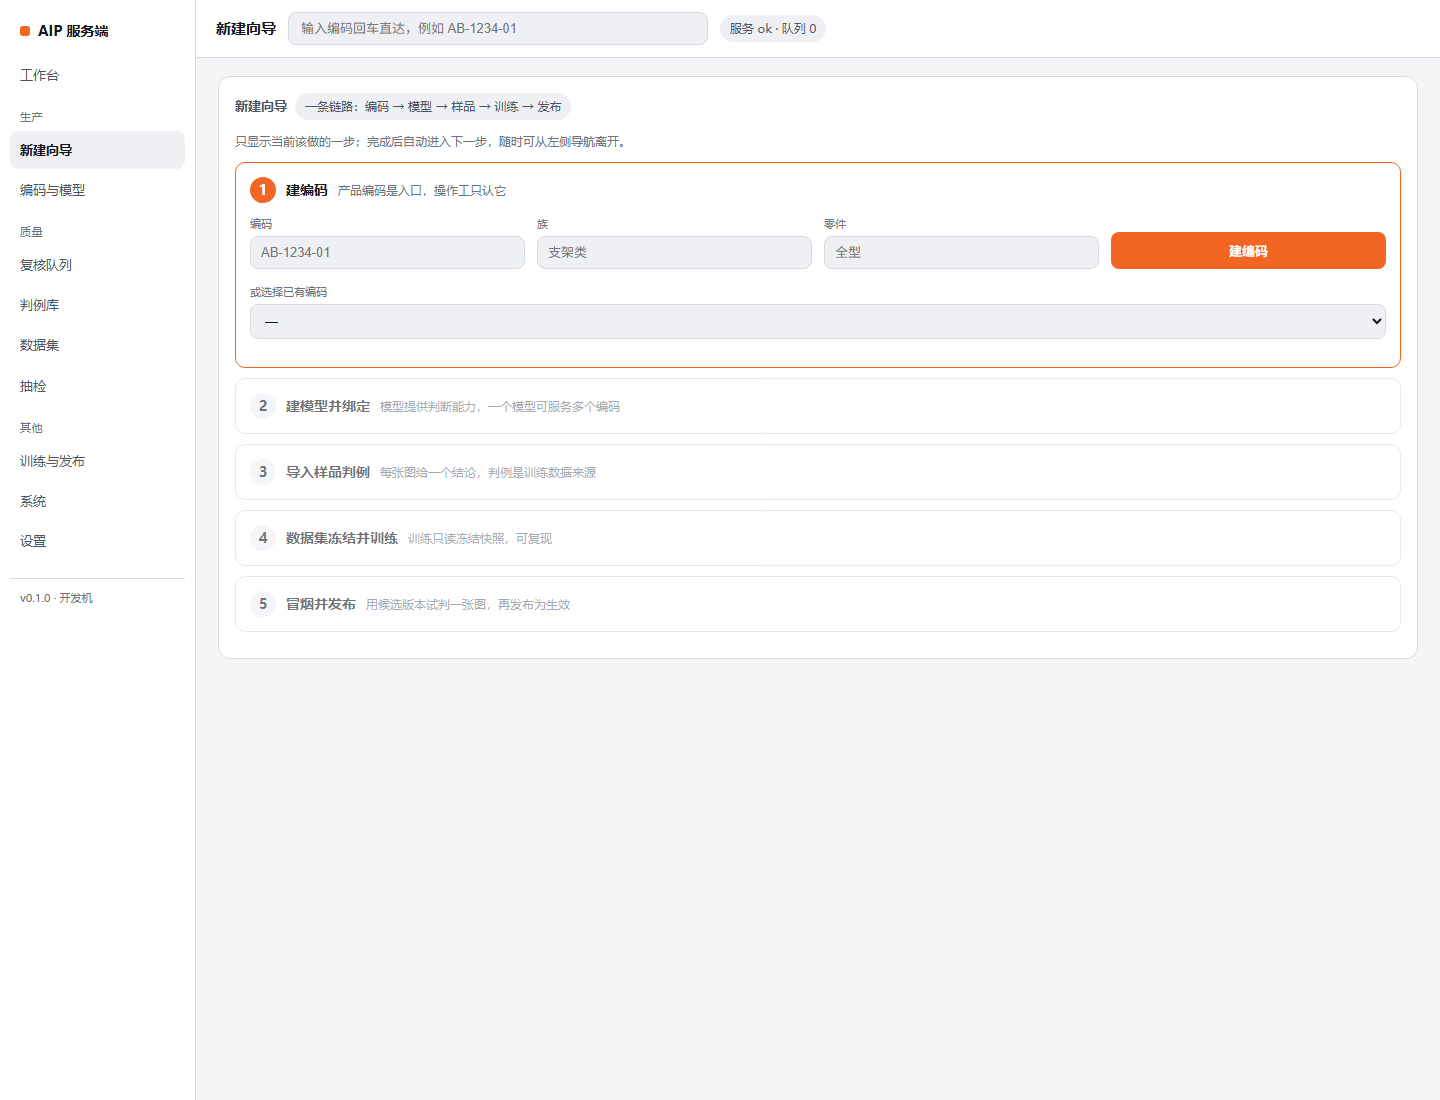 AIP 服务端
工作台
生产
新建向导
编码与模型
质量
复核队列
判例库
数据集
抽检
其他
训练与发布
系统
设置
v0.1.0 · 开发机
新建向导
输入编码回车直达，例如 AB-1234-01
服务 ok · 队列 0
新建向导 一条链路：编码 → 模型 → 样品 → 训练 → 发布
只显示当前该做的一步；完成后自动进入下一步，随时可从左侧导航离开。
1 建编码 产品编码是入口，操作工只认它
编码 族 零件
AB-1234-01 支架类 全型 建编码
或选择已有编码
—
2 建模型并绑定 模型提供判断能力，一个模型可服务多个编码
3 导入样品判例 每张图给一个结论，判例是训练数据来源
4 数据集冻结并训练 训练只读冻结快照，可复现
5 冒烟并发布 用候选版本试判一张图，再发布为生效